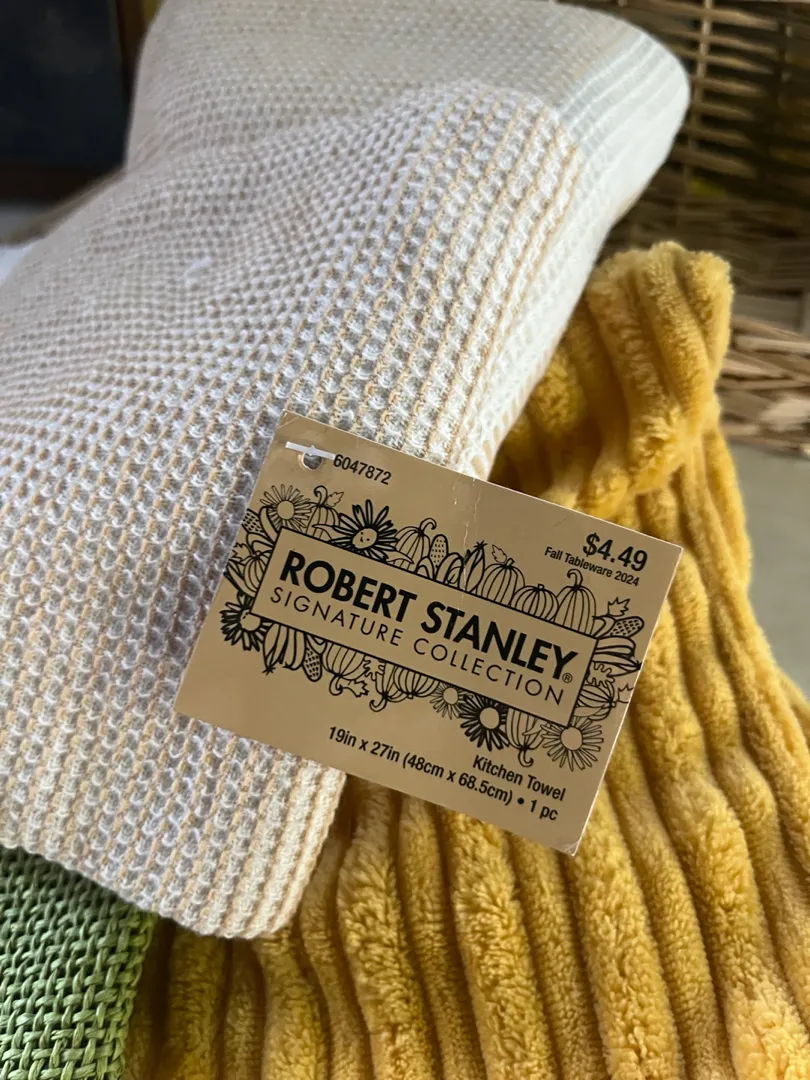 6047872
$4.49
Fall Tableware 2024
ROBERT STANLEY®
SIGNATURE COLLECTION
Kitchen Towel
19in x 27in (48cm x 68.5cm) • 1 pc